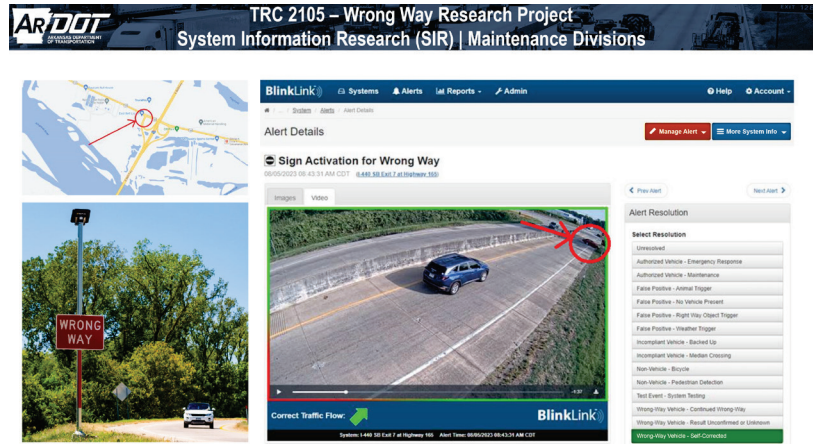 ARDOT
ARKANSAS DEPARTMENT
OF TRANSPORTATION
TRC 2105 – Wrong Way Research Project
System Information Research (SIR) | Maintenance Divisions
BlinkLink
Systems
Alerts
Reports
Admin
Help
Account
/ ... / System / Alerts / Alert Details
Alert Details
Manage Alert
More System Info
Sign Activation for Wrong Way
08/05/2023 08:43:31 AM CDT (I-440 SB Exit 7 at Highway 165)
Prev Alert
Next Alert
Images
Video
Correct Traffic Flow:
BlinkLink
System: I-440 SB Exit 7 at Highway 165 Alert Time: 08/05/2023 08:43:31 AM CDT
Alert Resolution
Select Resolution
Unresolved
Authorized Vehicle - Emergency Response
Authorized Vehicle - Maintenance
False Positive - Animal Trigger
False Positive - No Vehicle Present
False Positive - Right Way Object Trigger
False Positive - Weather Trigger
Incompliant Vehicle - Backed Up
Incompliant Vehicle - Median Crossing
Non-Vehicle - Bicycle
Non-Vehicle - Pedestrian Detection
Test Event - System Testing
Wrong-Way Vehicle - Continued Wrong-Way
Wrong-Way Vehicle - Result Unconfirmed or Unknown
Wrong-Way Vehicle - Self-Corrected
WRONG
WAY